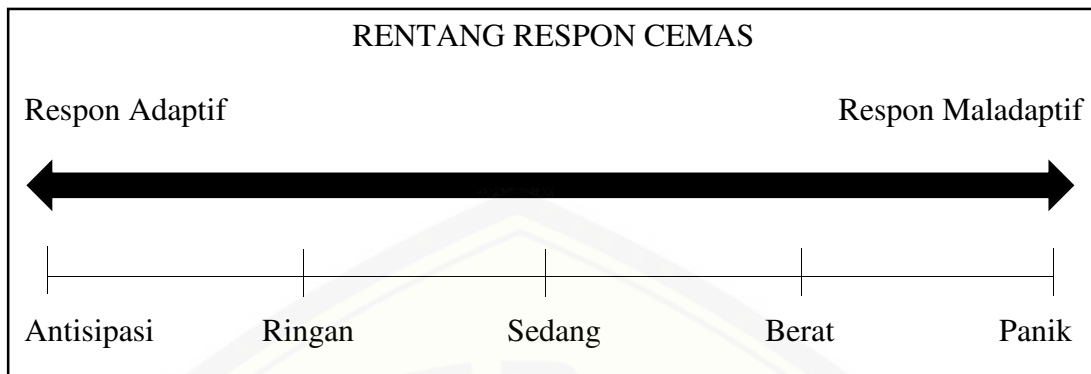 RENTANG RESPON CEMAS
Respon Adaptif Respon Maladaptif
Antisipasi Ringan Sedang Berat Panik